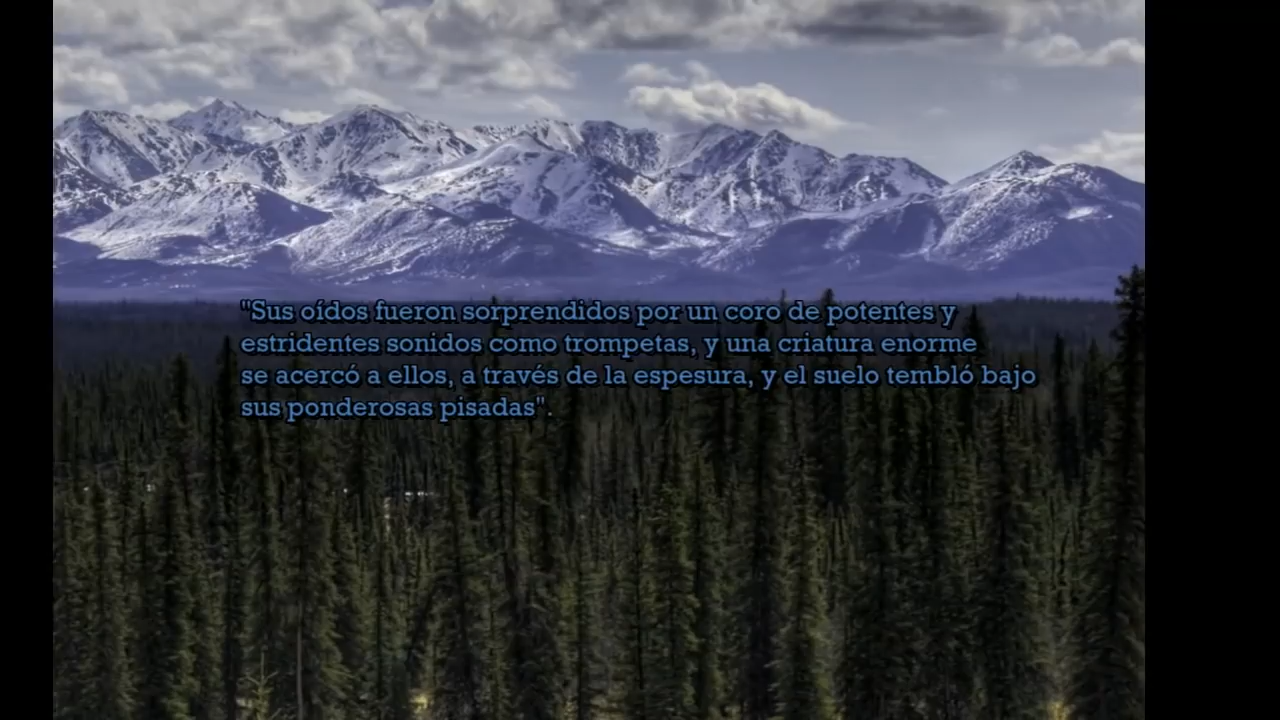 "Sus oídos fueron sorprendidos por un coro de potentes y
estridentes sonidos como trompetas, y una criatura enorme
se acercó a ellos, a través de la espesura, y el suelo tembló bajo
sus ponderosas pisadas".